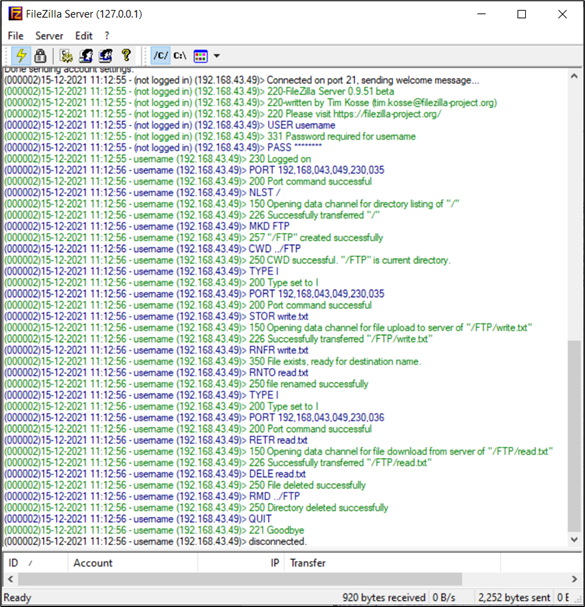 FileZilla Server (127.0.0.1)
File Server Edit ?
/C/ C:\
Done sending account settings.
(000002)15-12-2021 11:12:55 - (not logged in) (192.168.43.49)> Connected on port 21, sending welcome message...
(000002)15-12-2021 11:12:55 - (not logged in) (192.168.43.49)> 220-FileZilla Server 0.9.51 beta
(000002)15-12-2021 11:12:55 - (not logged in) (192.168.43.49)> 220-written by Tim Kosse (tim.kosse@filezilla-project.org)
(000002)15-12-2021 11:12:55 - (not logged in) (192.168.43.49)> 220 Please visit https://filezilla-project.org/
(000002)15-12-2021 11:12:55 - (not logged in) (192.168.43.49)> USER username
(000002)15-12-2021 11:12:55 - (not logged in) (192.168.43.49)> 331 Password required for username
(000002)15-12-2021 11:12:55 - (not logged in) (192.168.43.49)> PASS ********
(000002)15-12-2021 11:12:55 - username (192.168.43.49)> 230 Logged on
(000002)15-12-2021 11:12:56 - username (192.168.43.49)> PORT 192,168,043,049,230,035
(000002)15-12-2021 11:12:56 - username (192.168.43.49)> 200 Port command successful
(000002)15-12-2021 11:12:56 - username (192.168.43.49)> NLST /
(000002)15-12-2021 11:12:56 - username (192.168.43.49)> 150 Opening data channel for directory listing of "/"
(000002)15-12-2021 11:12:56 - username (192.168.43.49)> 226 Successfully transferred "/"
(000002)15-12-2021 11:12:56 - username (192.168.43.49)> MKD FTP
(000002)15-12-2021 11:12:56 - username (192.168.43.49)> 257 "/FTP" created successfully
(000002)15-12-2021 11:12:56 - username (192.168.43.49)> CWD ../FTP
(000002)15-12-2021 11:12:56 - username (192.168.43.49)> 250 CWD successful. "/FTP" is current directory.
(000002)15-12-2021 11:12:56 - username (192.168.43.49)> TYPE I
(000002)15-12-2021 11:12:56 - username (192.168.43.49)> 200 Type set to I
(000002)15-12-2021 11:12:56 - username (192.168.43.49)> PORT 192,168,043,049,230,035
(000002)15-12-2021 11:12:56 - username (192.168.43.49)> 200 Port command successful
(000002)15-12-2021 11:12:56 - username (192.168.43.49)> STOR write.txt
(000002)15-12-2021 11:12:56 - username (192.168.43.49)> 150 Opening data channel for file upload to server of "/FTP/write.txt"
(000002)15-12-2021 11:12:56 - username (192.168.43.49)> 226 Successfully transferred "/FTP/write.txt"
(000002)15-12-2021 11:12:56 - username (192.168.43.49)> RNFR write.txt
(000002)15-12-2021 11:12:56 - username (192.168.43.49)> 350 File exists, ready for destination name.
(000002)15-12-2021 11:12:56 - username (192.168.43.49)> RNTO read.txt
(000002)15-12-2021 11:12:56 - username (192.168.43.49)> 250 file renamed successfully
(000002)15-12-2021 11:12:56 - username (192.168.43.49)> TYPE I
(000002)15-12-2021 11:12:56 - username (192.168.43.49)> 200 Type set to I
(000002)15-12-2021 11:12:56 - username (192.168.43.49)> PORT 192,168,043,049,230,036
(000002)15-12-2021 11:12:56 - username (192.168.43.49)> 200 Port command successful
(000002)15-12-2021 11:12:56 - username (192.168.43.49)> RETR read.txt
(000002)15-12-2021 11:12:56 - username (192.168.43.49)> 150 Opening data channel for file download from server of "/FTP/read.txt"
(000002)15-12-2021 11:12:56 - username (192.168.43.49)> 226 Successfully transferred "/FTP/read.txt"
(000002)15-12-2021 11:12:56 - username (192.168.43.49)> DELE read.txt
(000002)15-12-2021 11:12:56 - username (192.168.43.49)> 250 File deleted successfully
(000002)15-12-2021 11:12:56 - username (192.168.43.49)> RMD ../FTP
(000002)15-12-2021 11:12:56 - username (192.168.43.49)> 250 Directory deleted successfully
(000002)15-12-2021 11:12:56 - username (192.168.43.49)> QUIT
(000002)15-12-2021 11:12:56 - username (192.168.43.49)> 221 Goodbye
(000002)15-12-2021 11:12:56 - username (192.168.43.49)> disconnected.
ID / Account IP Transfer
Ready 920 bytes received 0 B/s 2,252 bytes sent 0 B